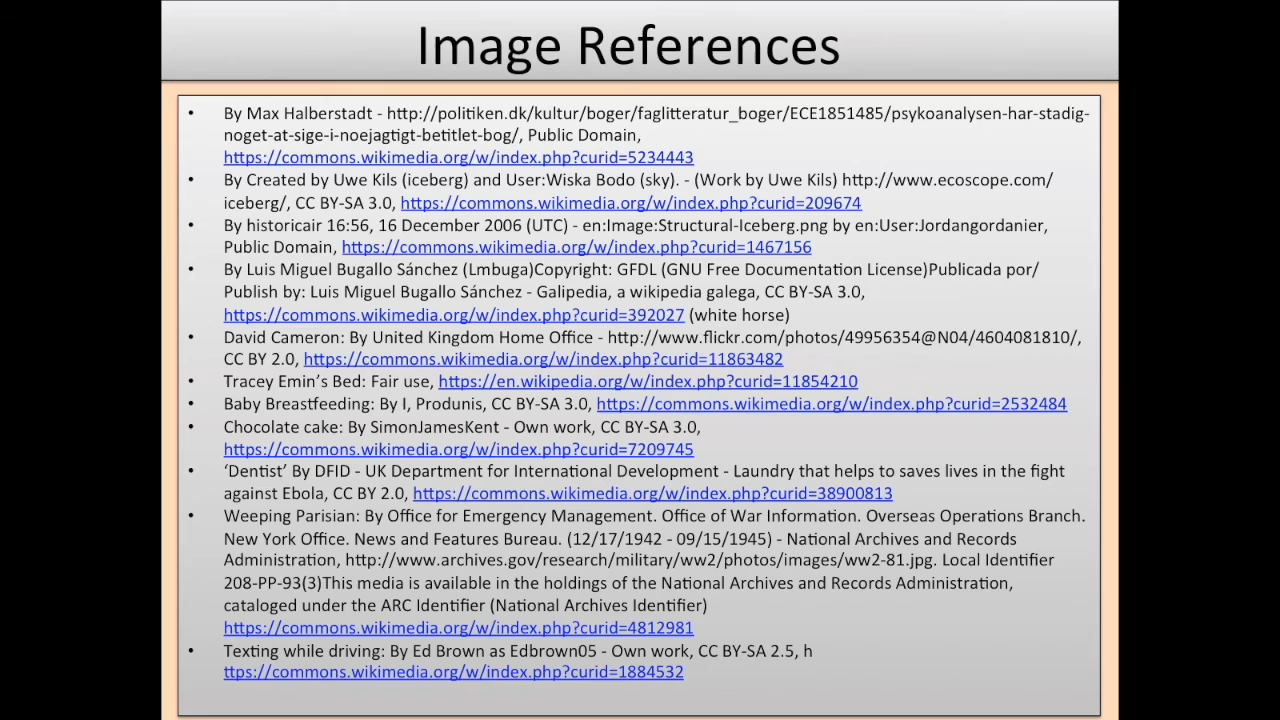 Image References
• By Max Halberstadt - http://politiken.dk/kultur/boger/faglitteratur_boger/ECE1851485/psykoanalysen-har-stadig-
noget-at-sige-i-noejagtigt-betitlet-bog/, Public Domain,
https://commons.wikimedia.org/w/index.php?curid=5234443
• By Created by Uwe Kils (iceberg) and User:Wiska Bodo (sky). - (Work by Uwe Kils) http://www.ecoscope.com/
iceberg/, CC BY-SA 3.0, https://commons.wikimedia.org/w/index.php?curid=209674
• By historicair 16:56, 16 December 2006 (UTC) - en:Image:Structural-Iceberg.png by en:User:Jordangordanier,
Public Domain, https://commons.wikimedia.org/w/index.php?curid=1467156
• By Luis Miguel Bugallo Sánchez (Lmbuga)Copyright: GFDL (GNU Free Documentation License)Publicada por/
Publish by: Luis Miguel Bugallo Sánchez - Galipedia, a wikipedia galega, CC BY-SA 3.0,
https://commons.wikimedia.org/w/index.php?curid=392027 (white horse)
• David Cameron: By United Kingdom Home Office - http://www.flickr.com/photos/49956354@N04/4604081810/,
CC BY 2.0, https://commons.wikimedia.org/w/index.php?curid=11863482
• Tracey Emin’s Bed: Fair use, https://en.wikipedia.org/w/index.php?curid=11854210
• Baby Breastfeeding: By I, Produnis, CC BY-SA 3.0, https://commons.wikimedia.org/w/index.php?curid=2532484
• Chocolate cake: By SimonJamesKent - Own work, CC BY-SA 3.0,
https://commons.wikimedia.org/w/index.php?curid=7209745
• ‘Dentist’ By DFID - UK Department for International Development - Laundry that helps to saves lives in the fight
against Ebola, CC BY 2.0, https://commons.wikimedia.org/w/index.php?curid=38900813
• Weeping Parisian: By Office for Emergency Management. Office of War Information. Overseas Operations Branch.
New York Office. News and Features Bureau. (12/17/1942 - 09/15/1945) - National Archives and Records
Administration, http://www.archives.gov/research/military/ww2/photos/images/ww2-81.jpg. Local Identifier
208-PP-93(3)This media is available in the holdings of the National Archives and Records Administration,
cataloged under the ARC Identifier (National Archives Identifier)
https://commons.wikimedia.org/w/index.php?curid=4812981
• Texting while driving: By Ed Brown as Edbrown05 - Own work, CC BY-SA 2.5, h
ttps://commons.wikimedia.org/w/index.php?curid=1884532